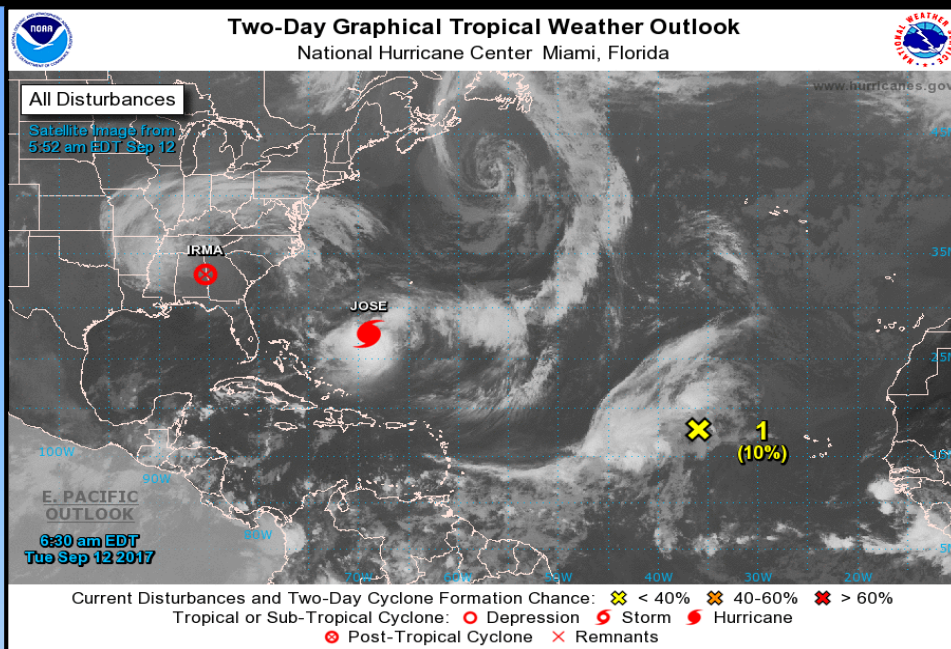 Two-Day Graphical Tropical Weather Outlook
National Hurricane Center Miami, Florida
NOAA
www.hurricanes.gov
All Disturbances
Satellite image from
5:52 am EDT Sep 12
35N
IRMA
JOSE
25N
1
(10%)
100W
90W
E. PACIFIC
OUTLOOK
6:30 am EDT
Tue Sep 12 2017
80W
70W
60W
50W
40W
30W
20W
Current Disturbances and Two-Day Cyclone Formation Chance: < 40% 40-60% > 60%
Tropical or Sub-Tropical Cyclone: Depression Storm Hurricane
Post-Tropical Cyclone Remnants